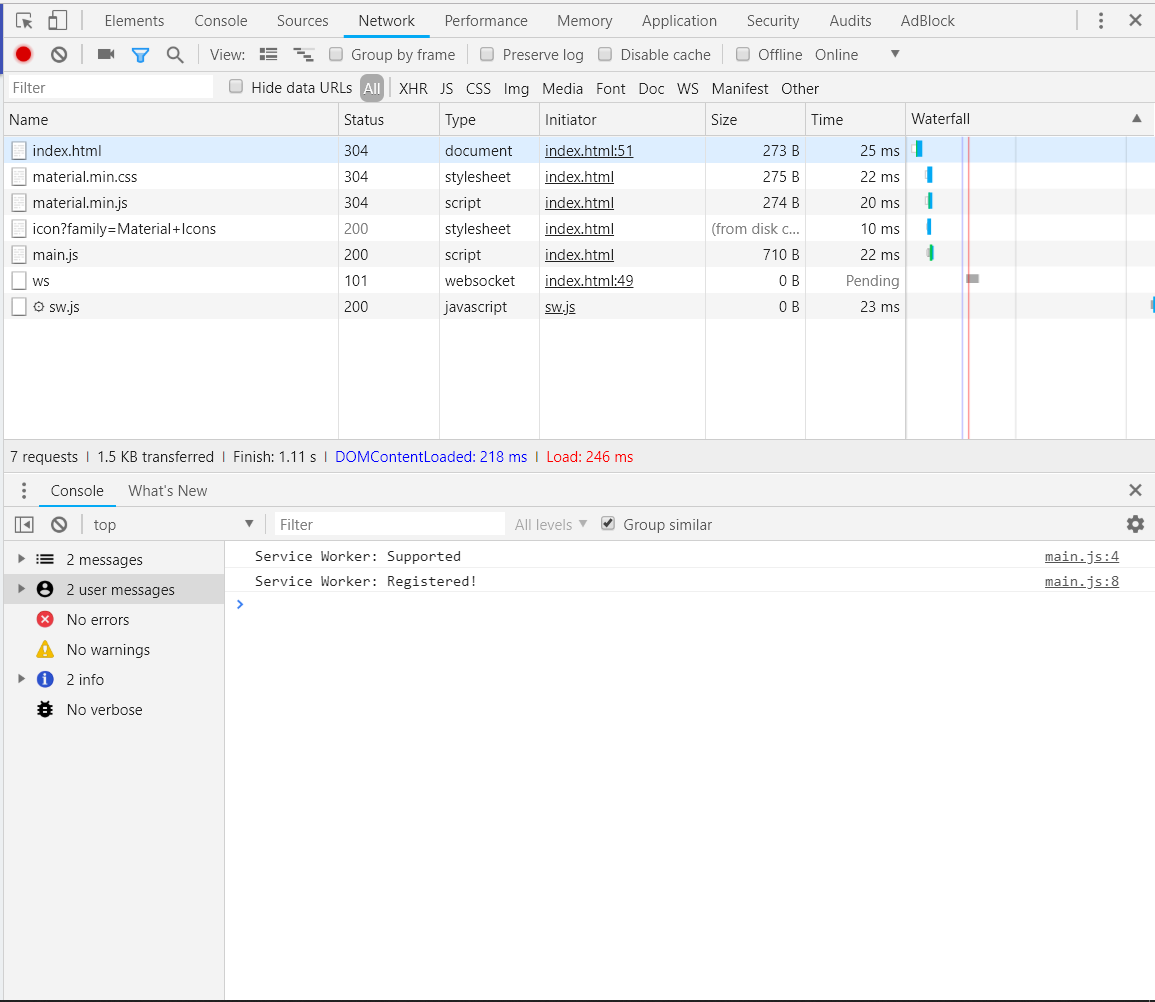 Elements Console Sources Network Performance Memory Application Security Audits AdBlock
View: Group by frame Preserve log Disable cache Offline Online
Filter Hide data URLs All XHR JS CSS Img Media Font Doc WS Manifest Other
Name Status Type Initiator Size Time Waterfall
index.html 304 document index.html:51 273 B 25 ms
material.min.css 304 stylesheet index.html 275 B 22 ms
material.min.js 304 script index.html 274 B 20 ms
icon?family=Material+Icons 200 stylesheet index.html (from disk c... 10 ms
main.js 200 script index.html 710 B 22 ms
ws 101 websocket index.html:49 0 B Pending
sw.js 200 javascript sw.js 0 B 23 ms
7 requests 1.5 KB transferred Finish: 1.11 s DOMContentLoaded: 218 ms Load: 246 ms
Console What's New
top Filter All levels Group similar
2 messages
2 user messages
No errors
No warnings
2 info
No verbose
Service Worker: Supported main.js:4
Service Worker: Registered! main.js:8